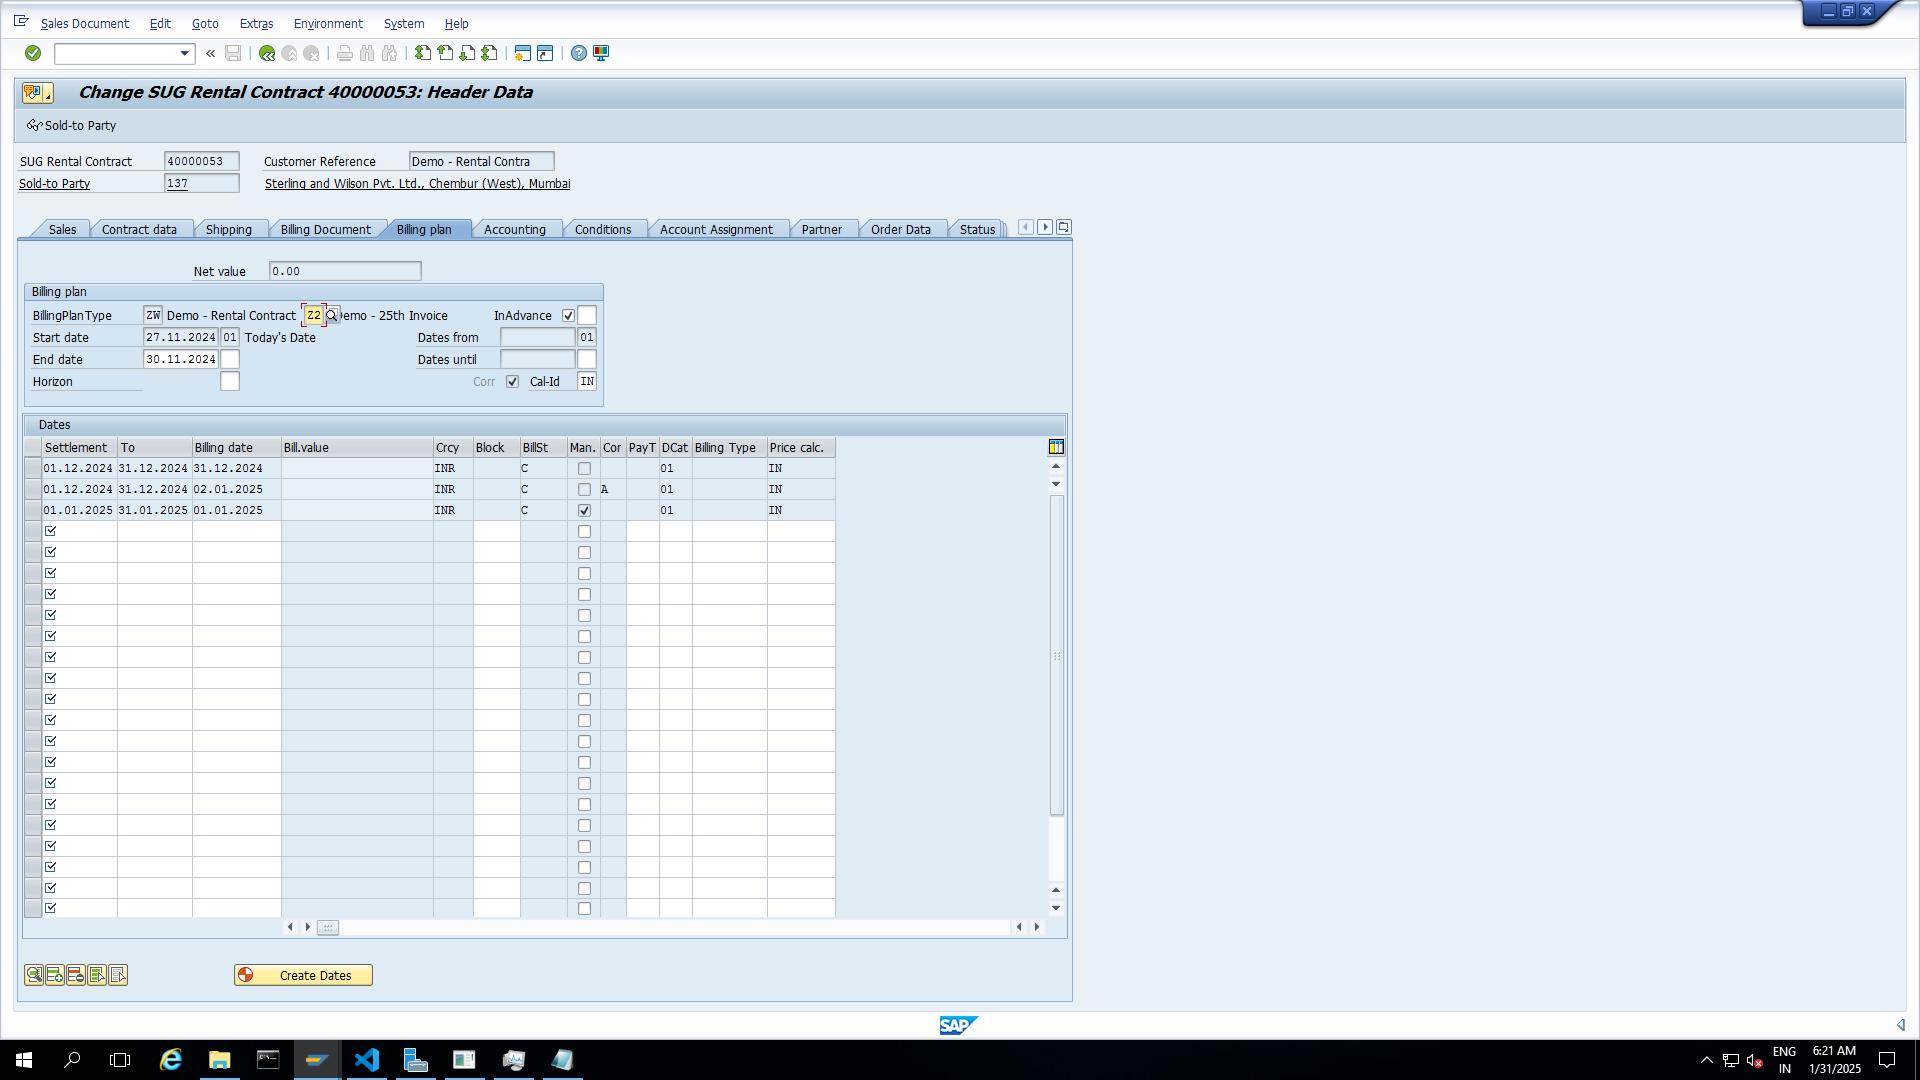 Sales Document Edit Goto Extras Environment System Help
Change SUG Rental Contract 40000053: Header Data
Sold-to Party
SUG Rental Contract 40000053 Customer Reference Demo - Rental Contra
Sold-to Party 137 Sterling and Wilson Pvt. Ltd., Chembur (West), Mumbai
Sales Contract data Shipping Billing Document Billing plan Accounting Conditions Account Assignment Partner Order Data Status
Net value 0.00
Billing plan
BillingPlanType ZW Demo - Rental Contract Z2 emo - 25th Invoice InAdvance
Start date 27.11.2024 01 Today's Date Dates from 01
End date 30.11.2024 Dates until
Horizon Corr Cal-Id IN
Dates
Settlement To Billing date Bill.value Crcy Block BillSt Man. Cor PayT DCat Billing Type Price calc.
01.12.2024 31.12.2024 31.12.2024 INR C 01 IN
01.12.2024 31.12.2024 02.01.2025 INR C A 01 IN
01.01.2025 31.01.2025 01.01.2025 INR C 01 IN
Create Dates
SAP
ENG 6:21 AM
IN 1/31/2025